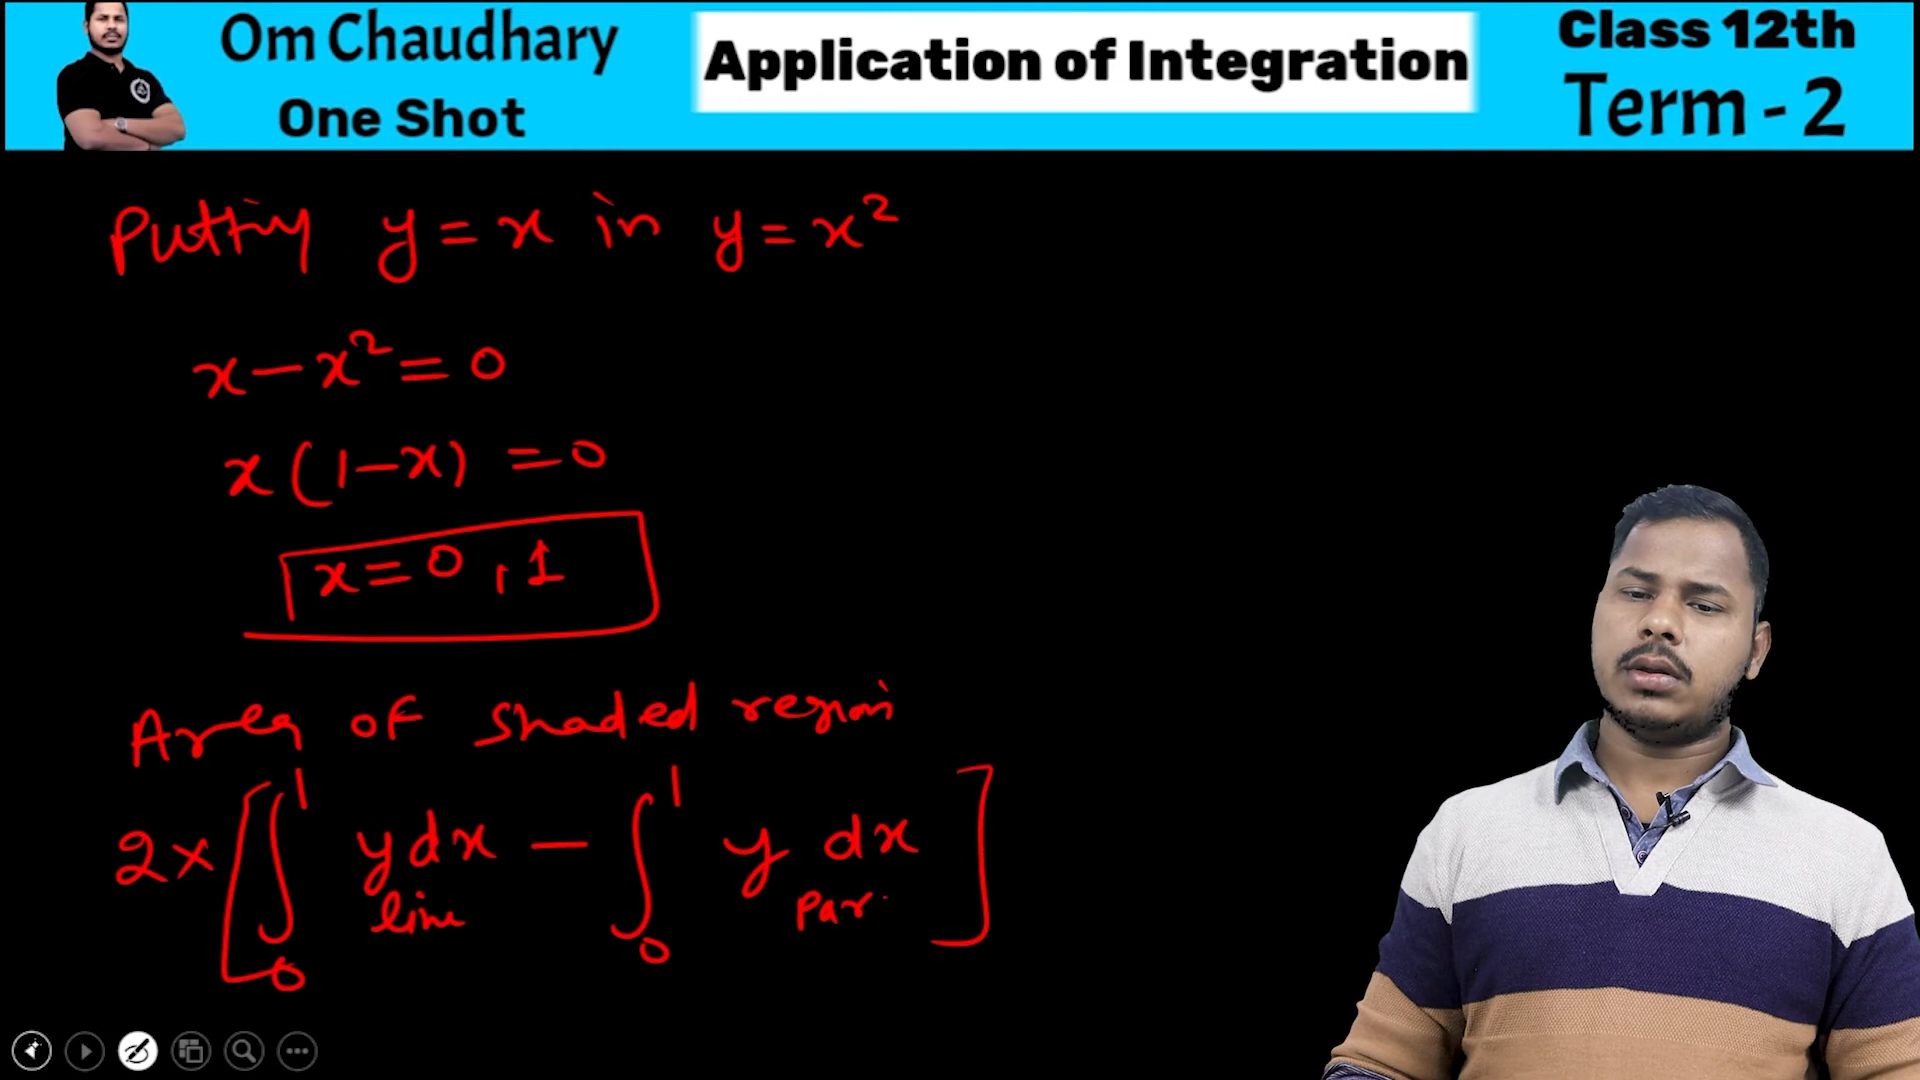 Om Chaudhary
One Shot
Application of Integration
Class 12th
Term - 2
Putting y = x in y = x²
x - x² = 0
x (1-x) = 0
x = 0 , 1
Area of shaded region
2 × [ ∫₀¹ y dx - ∫₀¹ y dx ]
line par.